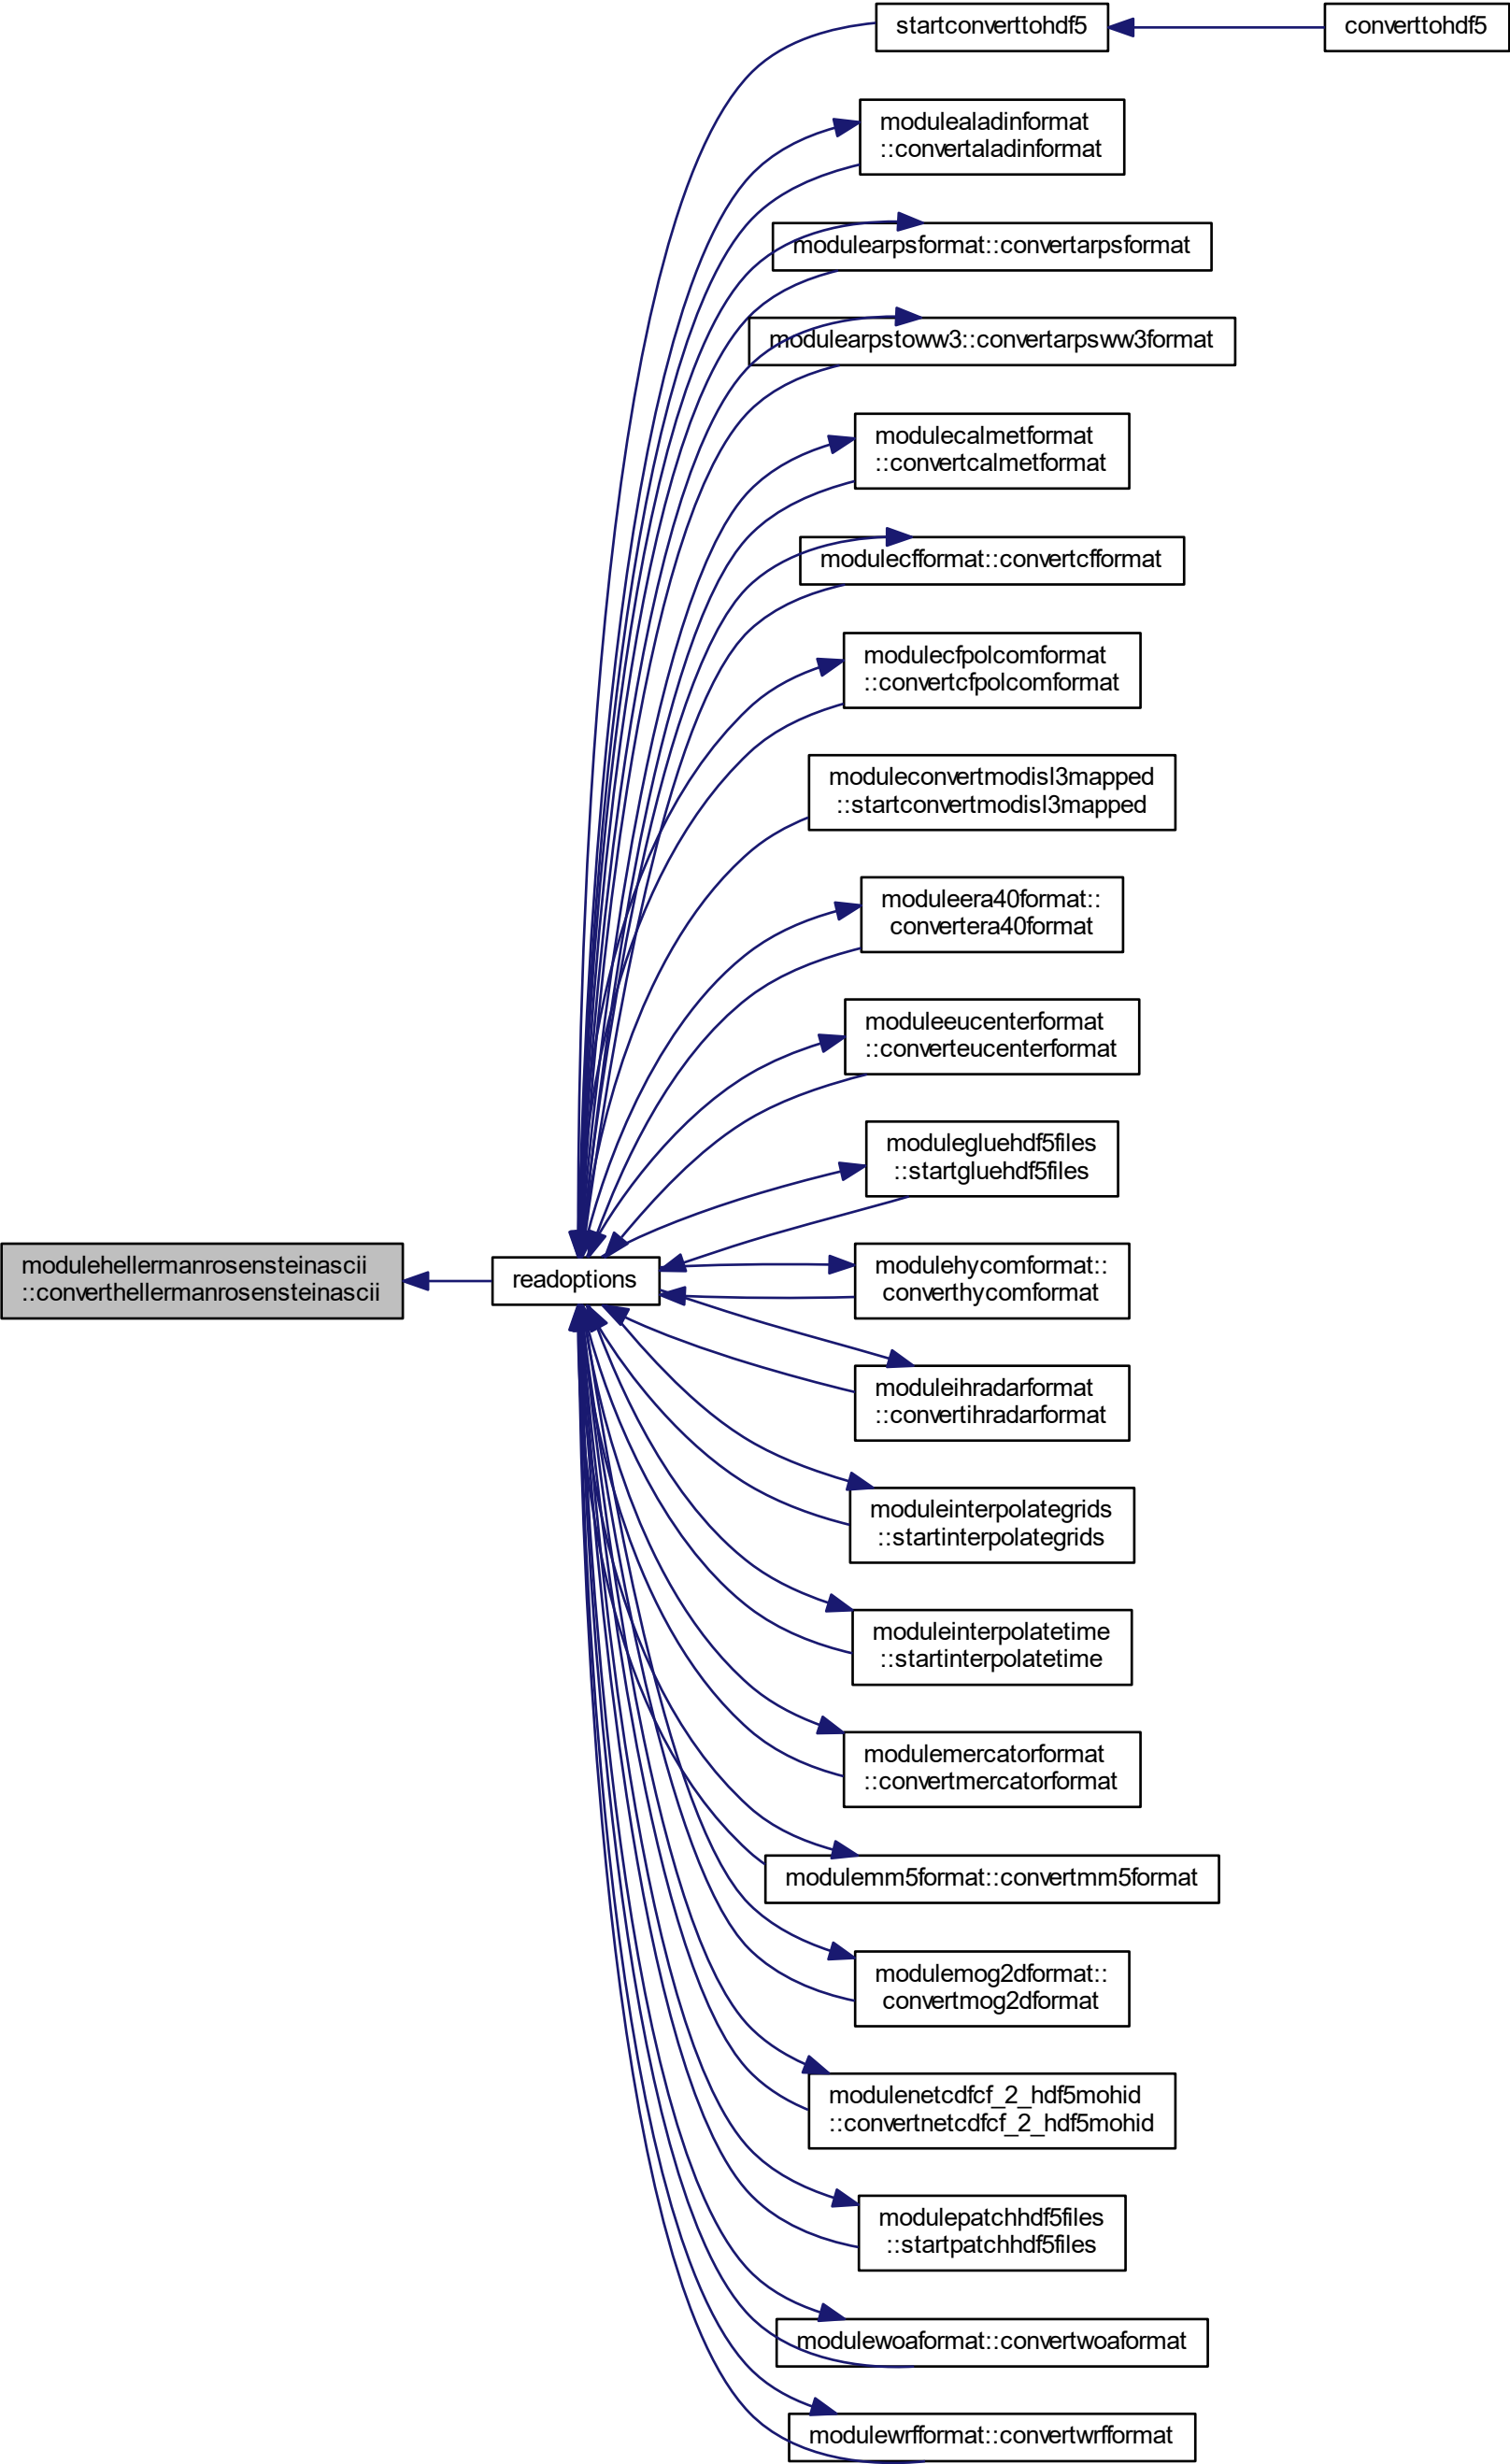 startconverttohdf5
converttohdf5
modulealadinformat
::convertaladinformat
modulearpsformat::convertarpsformat
modulearpstoww3::convertarpsww3format
modulecalmetformat
::convertcalmetformat
modulecfformat::convertcfformat
modulecfpolcomformat
::convertcfpolcomformat
moduleconvertmodisl3mapped
::startconvertmodisl3mapped
moduleera40format::
convertera40format
moduleeucenterformat
::converteucenterformat
modulegluehdf5files
::startgluehdf5files
modulehellermanrosensteinascii
::converthellermanrosensteinascii
readoptions
modulehycomformat::
converthycomformat
moduleihradarformat
::convertihradarformat
moduleinterpolategrids
::startinterpolategrids
moduleinterpolatetime
::startinterpolatetime
modulemercatorformat
::convertmercatorformat
modulemm5format::convertmm5format
modulemog2dformat::
convertmog2dformat
modulenetcdfcf_2_hdf5mohid
::convertnetcdfcf_2_hdf5mohid
modulepatchhdf5files
::startpatchhdf5files
modulewoaformat::convertwoaformat
modulewrfformat::convertwrfformat